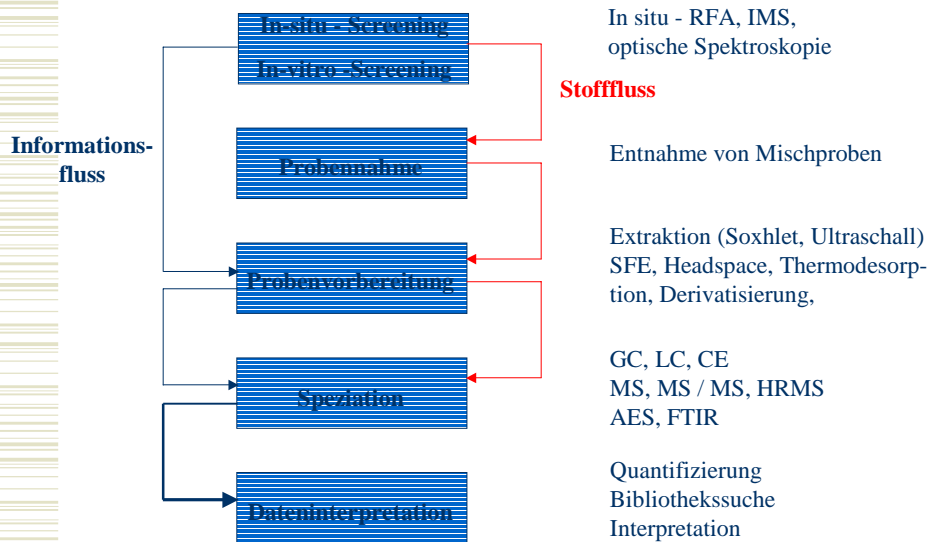 In-situ - Screening
In-vitro -Screening
In situ - RFA, IMS,
optische Spektroskopie
Stofffluss
Informations-
fluss
Probennahme
Entnahme von Mischproben
Probenvorbereitung
Extraktion (Soxhlet, Ultraschall)
SFE, Headspace, Thermodesorp-
tion, Derivatisierung,
Speziation
GC, LC, CE
MS, MS / MS, HRMS
AES, FTIR
Dateninterpretation
Quantifizierung
Bibliothekssuche
Interpretation